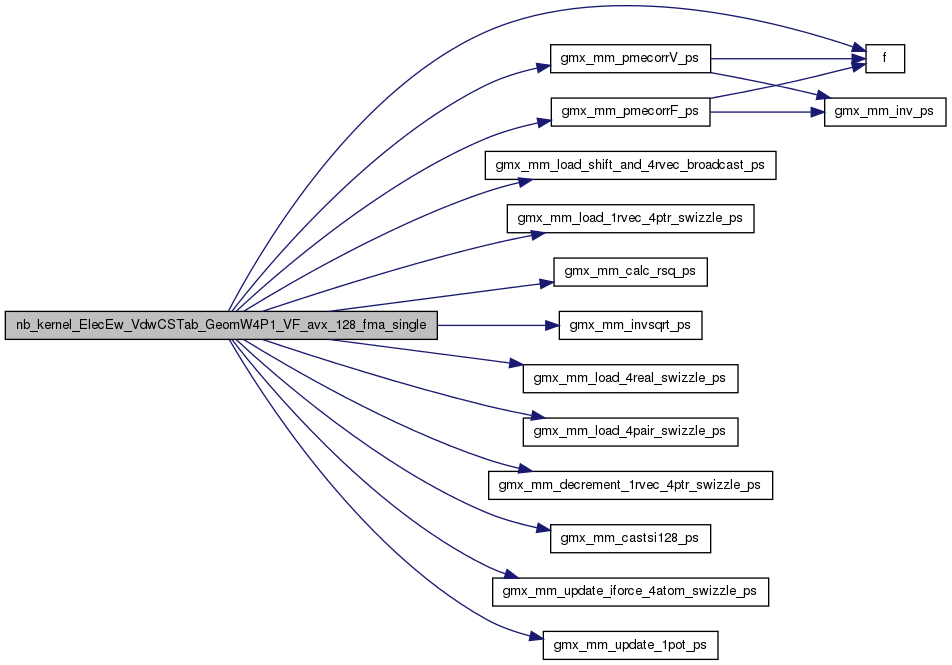 f
gmx_mm_pmecorrV_ps
gmx_mm_pmecorrF_ps
gmx_mm_inv_ps
gmx_mm_load_shift_and_4rvec_broadcast_ps
gmx_mm_load_1rvec_4ptr_swizzle_ps
gmx_mm_calc_rsq_ps
nb_kernel_ElecEw_VdwCSTab_GeomW4P1_VF_avx_128_fma_single
gmx_mm_invsqrt_ps
gmx_mm_load_4real_swizzle_ps
gmx_mm_load_4pair_swizzle_ps
gmx_mm_decrement_1rvec_4ptr_swizzle_ps
gmx_mm_castsi128_ps
gmx_mm_update_iforce_4atom_swizzle_ps
gmx_mm_update_1pot_ps